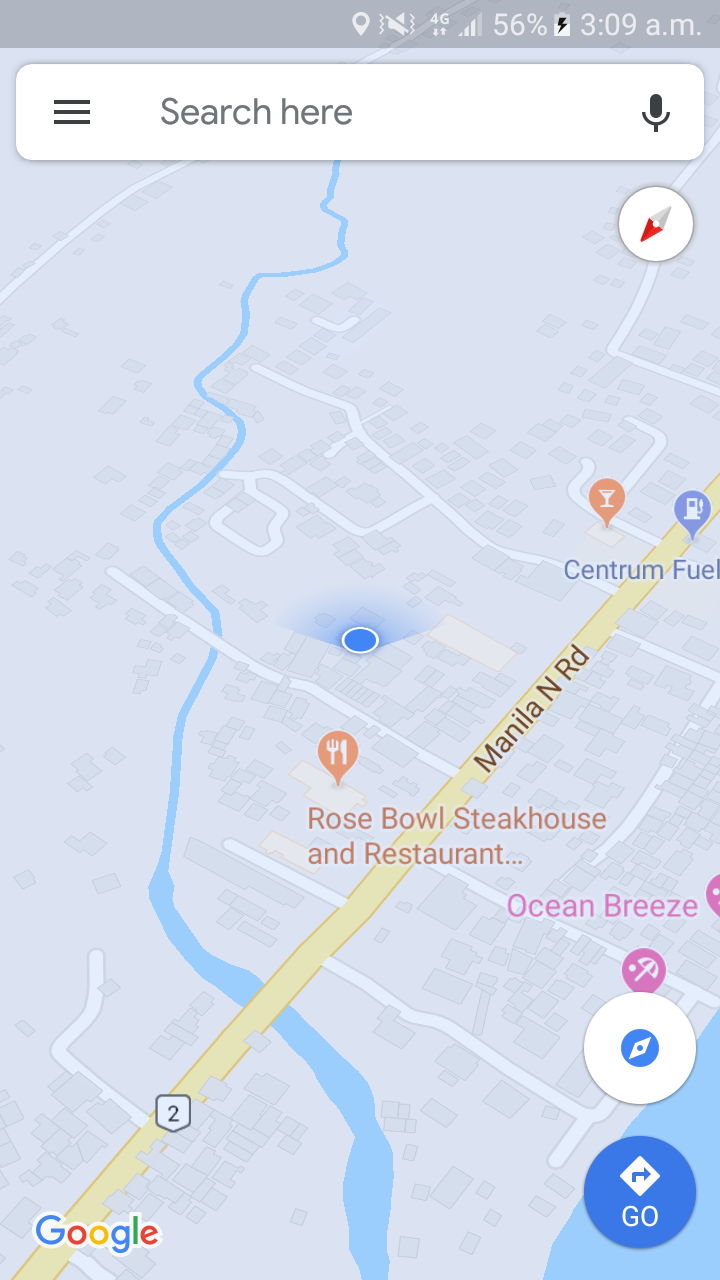 4G 56% 3:09 a.m.
Search here
Centrum Fuel
Manila N Rd
Rose Bowl Steakhouse
and Restaurant...
Ocean Breeze
2
GO
Google